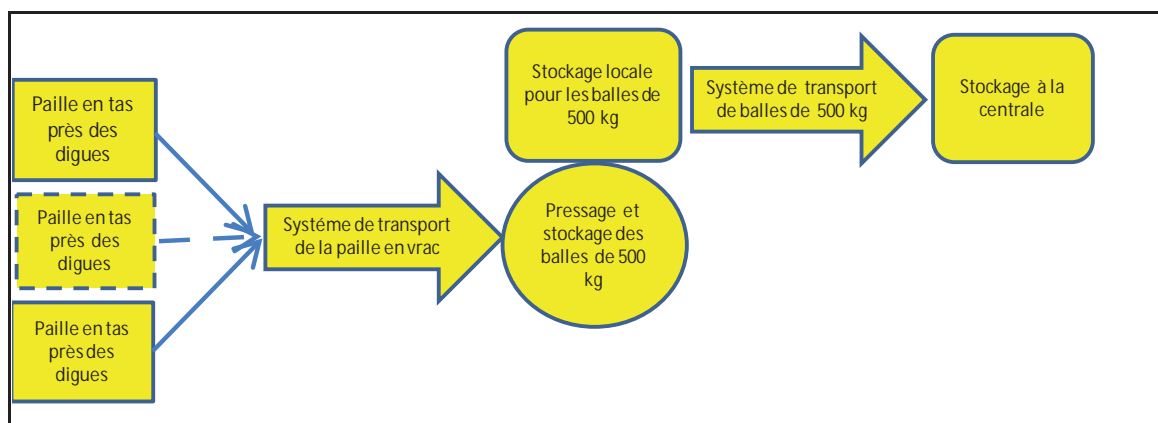 Paille en tas
près des
digues
Paille en tas
près des
digues
Paille en tas
près des
digues
Systéme de transport
de la paille en vrac
Stockage locale
pour les balles de
500 kg
Pressage et
stockage des
balles de 500
kg
Système de transport
de balles de 500 kg
Stockage à la
centrale